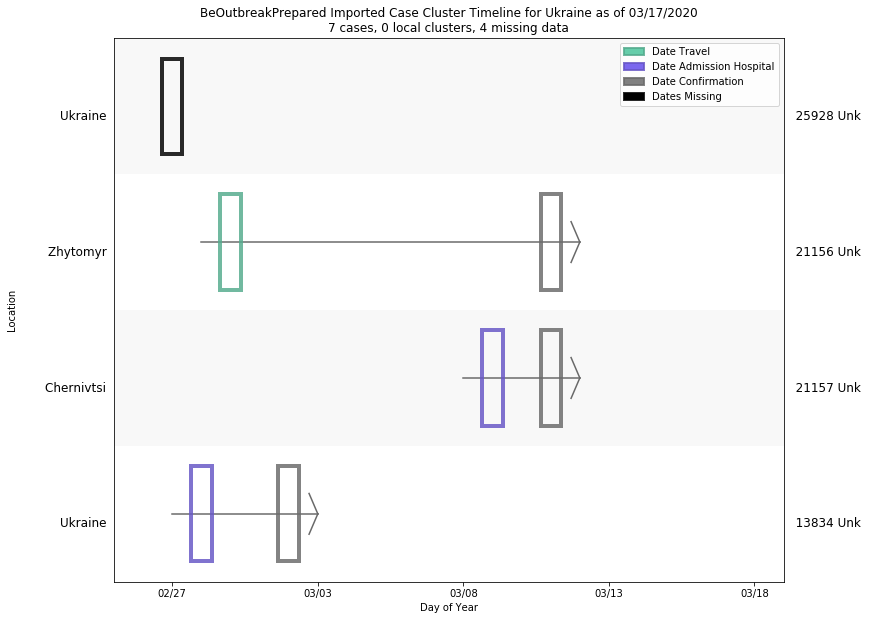 BeOutbreakPrepared Imported Case Cluster Timeline for Ukraine as of 03/17/2020
7 cases, 0 local clusters, 4 missing data
Date Travel
Date Admission Hospital
Date Confirmation
Dates Missing
Ukraine
25928 Unk
Zhytomyr
21156 Unk
Location
Chernivtsi
21157 Unk
Ukraine
13834 Unk
02/27
03/03
03/08
03/13
03/18
Day of Year